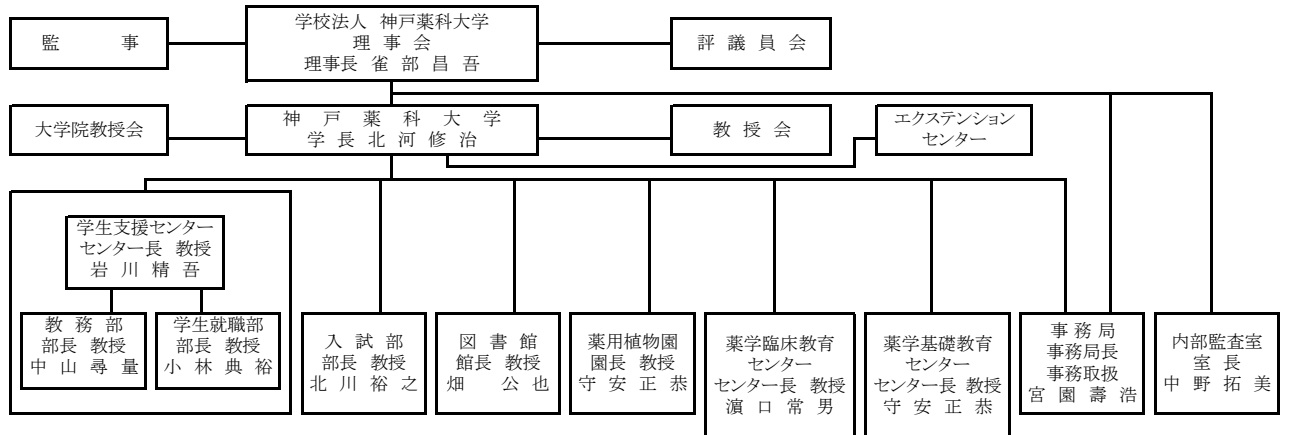 監事
学校法人 神戸薬科大学
理事会
理事長 雀部昌吾
評議員会
大学院教授会
神戸薬科大学
学長北河修治
教授会
エクステンション
センター
学生支援センター
センター長 教授
岩川精吾
教務部
部長 教授
中山尋量
学生就職部
部長 教授
小林典裕
入試部
部長 教授
北川裕之
図書館
館長 教授
畑 公也
薬用植物園
園長 教授
守安正恭
薬学臨床教育
センター
センター長 教授
濵口常男
薬学基礎教育
センター
センター長 教授
守安正恭
事務局
事務局長
事務取扱
宮園壽浩
内部監査室
室長
中野拓美